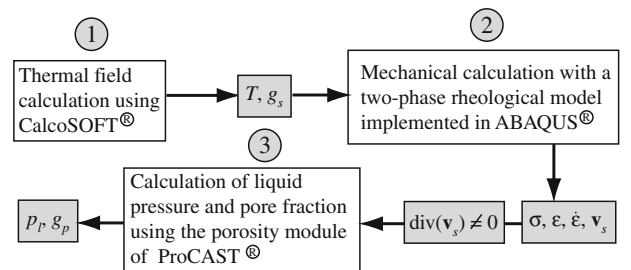 1
Thermal field
calculation using
CalcoSOFT®
T, gₛ
2
Mechanical calculation with a
two-phase rheological model
implemented in ABAQUS®
σ, ε, ε̇, vₛ
div(vₛ) ≠ 0
3
Calculation of liquid
pressure and pore fraction
using the porosity module
of ProCAST ®
pₗ, gₚ